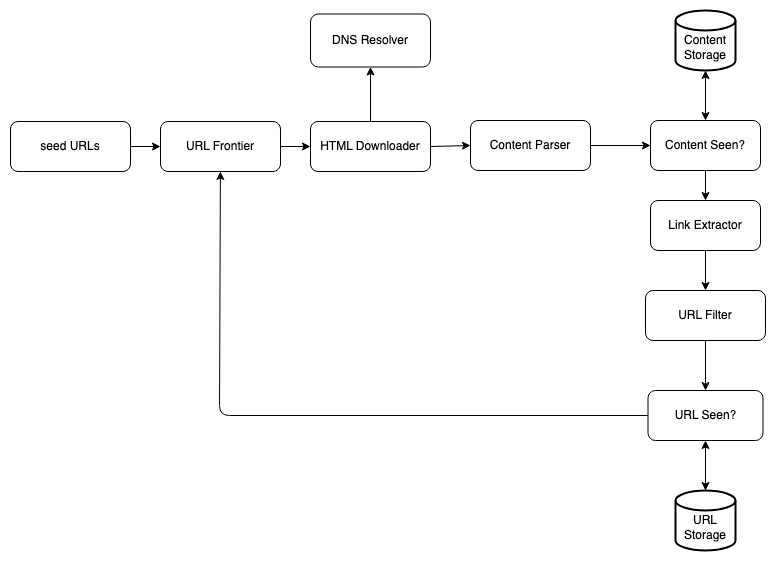 DNS Resolver
Content
Storage
seed URLs
URL Frontier
HTML Downloader
Content Parser
Content Seen?
Link Extractor
URL Filter
URL Seen?
URL
Storage